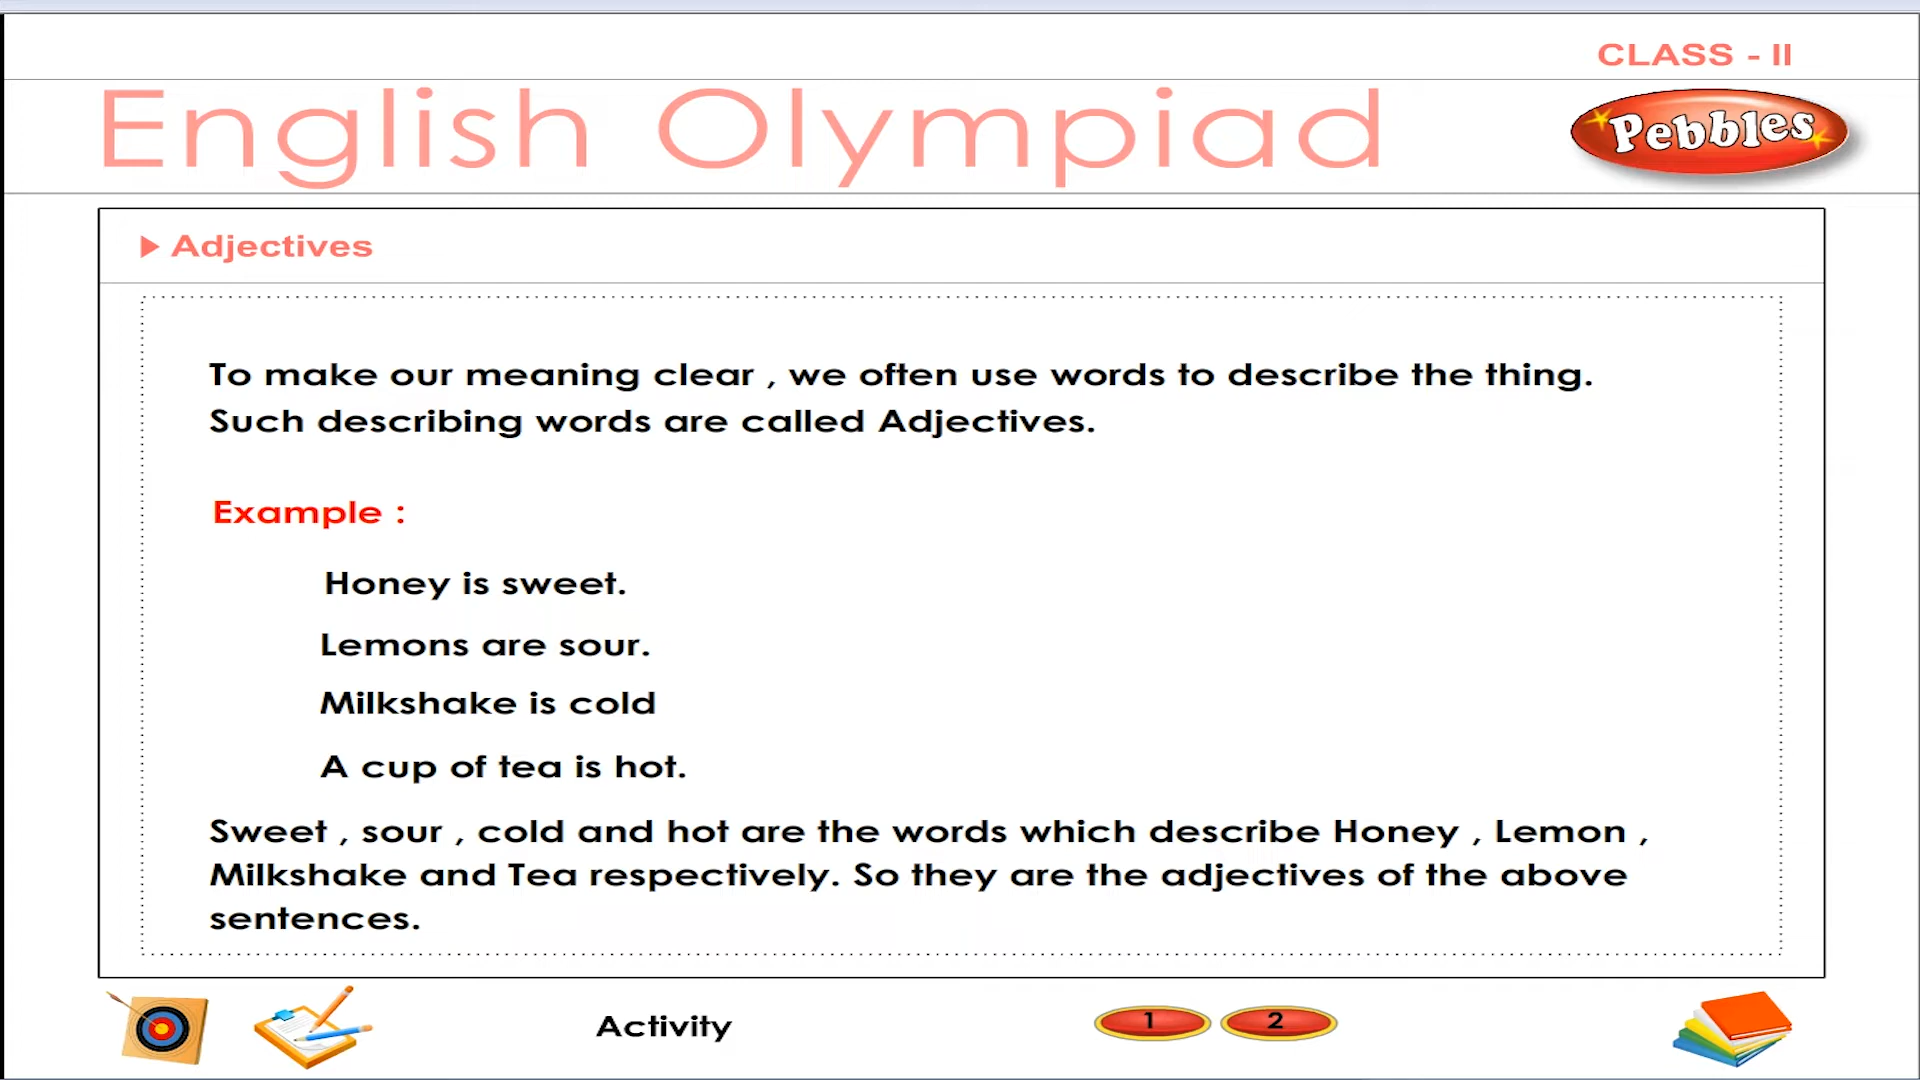 CLASS - II
English Olympiad
Pebbles
Adjectives
To make our meaning clear , we often use words to describe the thing.
Such describing words are called Adjectives.
Example :
Honey is sweet.
Lemons are sour.
Milkshake is cold
A cup of tea is hot.
Sweet , sour , cold and hot are the words which describe Honey , Lemon ,
Milkshake and Tea respectively. So they are the adjectives of the above
sentences.
Activity
1
2